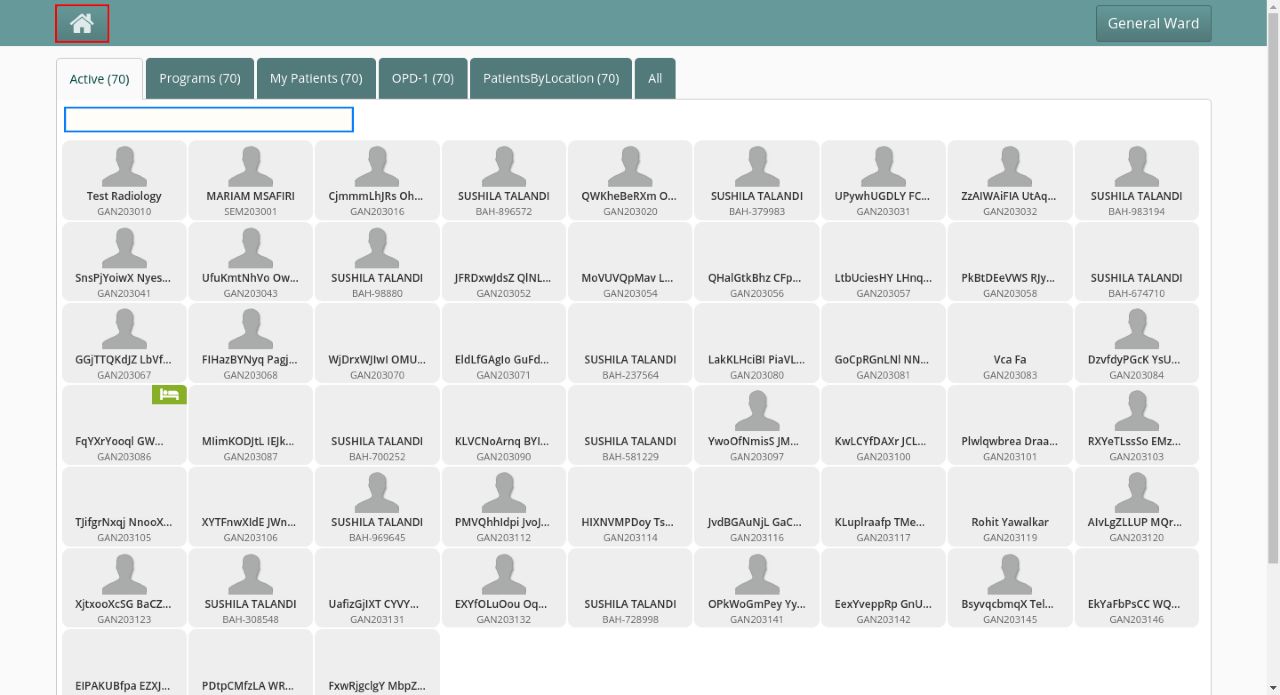 General Ward
Active (70) Programs (70) My Patients (70) OPD-1 (70) PatientsByLocation (70) All
Test Radiology MARIAM MSAFIRI CjmmmLhJRs Oh... SUSHILA TALANDI QWKheBeRXm O... SUSHILA TALANDI UPywhUGDLY FC... ZzAIWAiFIA UtAq... SUSHILA TALANDI
GAN203010 SEM203001 GAN203016 BAH-896572 GAN203020 BAH-379983 GAN203031 GAN203032 BAH-983194
SnsPjYoiwX Nyes... UfuKmtNhVo Ow... SUSHILA TALANDI JFRDxwJdsZ QlNL... MoVUVQpMav L... QHalGtkBhz CFp... LtbUciesHY LHnq... PkBtDEeVWS RJy... SUSHILA TALANDI
GAN203041 GAN203043 BAH-98880 GAN203052 GAN203054 GAN203056 GAN203057 GAN203058 BAH-674710
GGjTTQKdJZ LbVf... FIHazBYNyq Pagj... WjDrxWJIwI OMU... EldLfGAgIo GuFd... SUSHILA TALANDI LakKLHciBI PiaVL... GoCpRGnLNl NN... Vca Fa DzvfdyPGcK YsU...
GAN203067 GAN203068 GAN203070 GAN203071 BAH-237564 GAN203080 GAN203081 GAN203083 GAN203084
FqYXrYooql GW... MIimKODJtL IEJk... SUSHILA TALANDI KLVCNoArnq BYI... SUSHILA TALANDI YwoOfNmisS JM... KwLCYfDAXr JCL... Plwlqwbrea Draa... RXYeTLssSo EMz...
GAN203086 GAN203087 BAH-700252 GAN203090 BAH-581229 GAN203097 GAN203100 GAN203101 GAN203103
TJifgrNxqj NnooX... XYTFnwXIdE JWn... SUSHILA TALANDI PMVQhhIdpi JvoJ... HIXNVMPDoy Ts... JvdBGAuNjL GaC... KLuplraafp TMe... Rohit Yawalkar AIvLgZLLUP MQr...
GAN203105 GAN203106 BAH-969645 GAN203112 GAN203114 GAN203116 GAN203117 GAN203119 GAN203120
XjtxooXcSG BaCZ... SUSHILA TALANDI UafizGjIXT CYVY... EXYfOLuOou Oq... SUSHILA TALANDI OPkWoGmPey Yy... EexYveppRp GnU... BsyvqcbmqX Tel... EkYaFbPsCC WQ...
GAN203123 BAH-308548 GAN203131 GAN203132 BAH-728998 GAN203141 GAN203142 GAN203145 GAN203146
EIPAKUBfpa EZXJ... PDtpCMfzLA WR... FxwRjgclgY MbpZ...